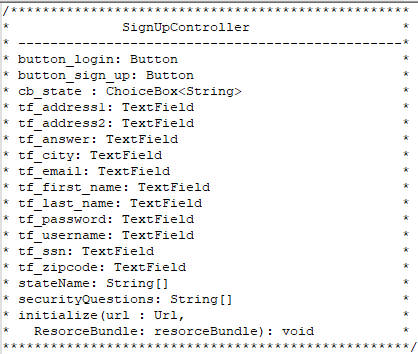 /**************************************************
* SignUpController *
* ------------------------------------------------*
* button_login: Button *
* button_sign_up: Button *
* cb_state : ChoiceBox<String> *
* tf_address1: TextField *
* tf_address2: TextField *
* tf_answer: TextField *
* tf_city: TextField *
* tf_email: TextField *
* tf_first_name: TextField *
* tf_last_name: TextField *
* tf_password: TextField *
* tf_username: TextField *
* tf_ssn: TextField *
* tf_zipcode: TextField *
* stateName: String[] *
* securityQuestions: String[] *
* initialize(url : Url, *
* ResorceBundle: resorceBundle): void *
**************************************************/